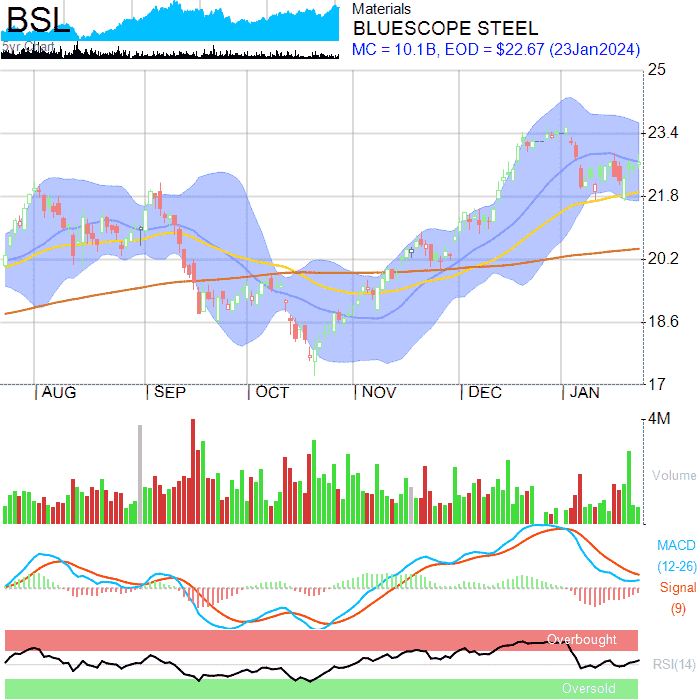 BSL
5yr Chart
Materials
BLUESCOPE STEEL
MC = 10.1B, EOD = $22.67 (23Jan2024)
25
23.4
21.8
20.2
18.6
17
AUG SEP OCT NOV DEC JAN
4M
Volume
MACD
(12-26)
Signal
(9)
Overbought
RSI(14)
Oversold